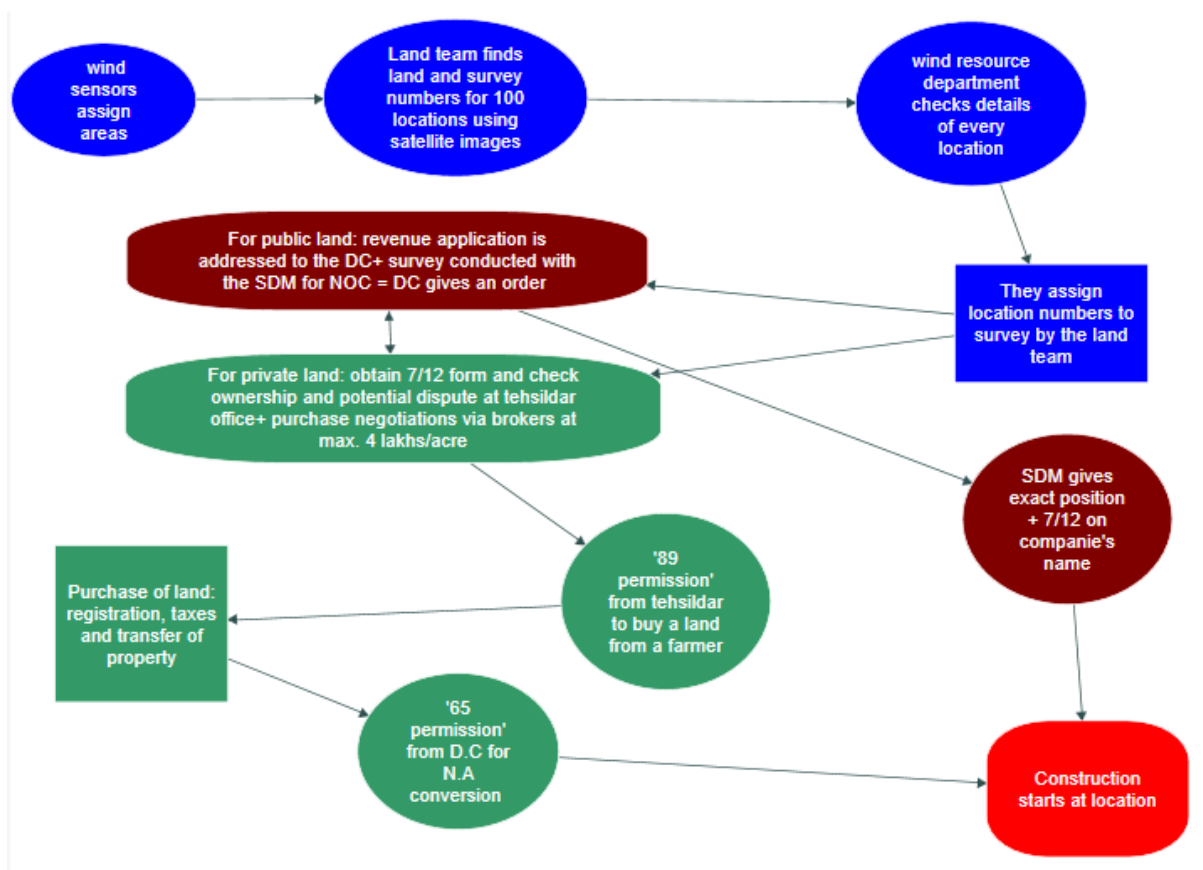 wind
sensors
assign
areas
Land team finds
land and survey
numbers for 100
locations using
satellite images
wind resource
department
checks details
of every
location
For public land: revenue application is
addressed to the DC+ survey conducted with
the SDM for NOC = DC gives an order
They assign
location numbers to
survey by the land
team
For private land: obtain 7/12 form and check
ownership and potential dispute at tehsildar
office+ purchase negotiations via brokers at
max. 4 lakhs/acre
SDM gives
exact position
+ 7/12 on
companie's
name
'89
permission'
from tehsildar
to buy a land
from a farmer
Purchase of land:
registration, taxes
and transfer of
property
'65
permission'
from D.C for
N.A
conversion
Construction
starts at location